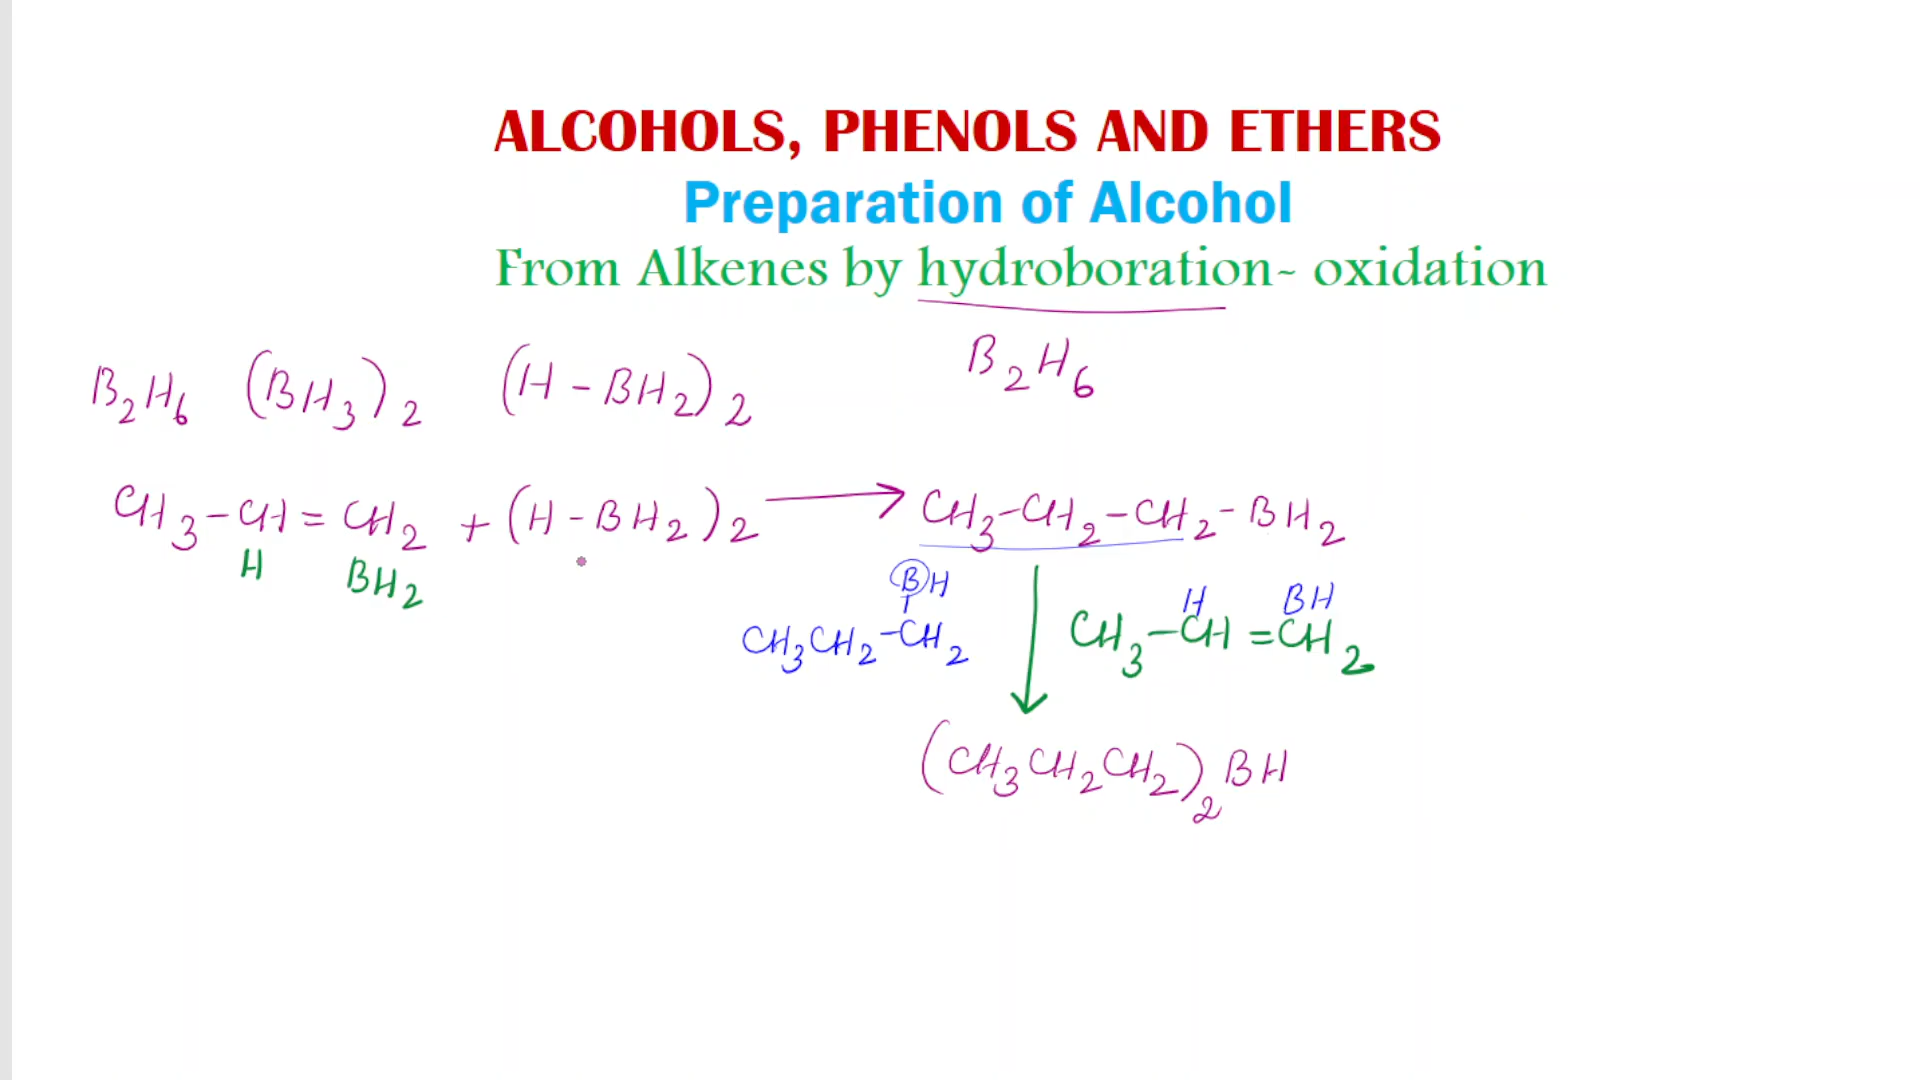 ALCOHOLS, PHENOLS AND ETHERS
Preparation of Alcohol
From Alkenes by hydroboration- oxidation
B2H6
B2H6 (BH3)2 (H-BH2)2
CH3-CH=CH2 + (H-BH2)2 → CH3-CH2-CH2-BH2
H BH2
BH
H BH
CH3CH2-CH2
CH3-CH=CH2
(CH3CH2CH2)2BH